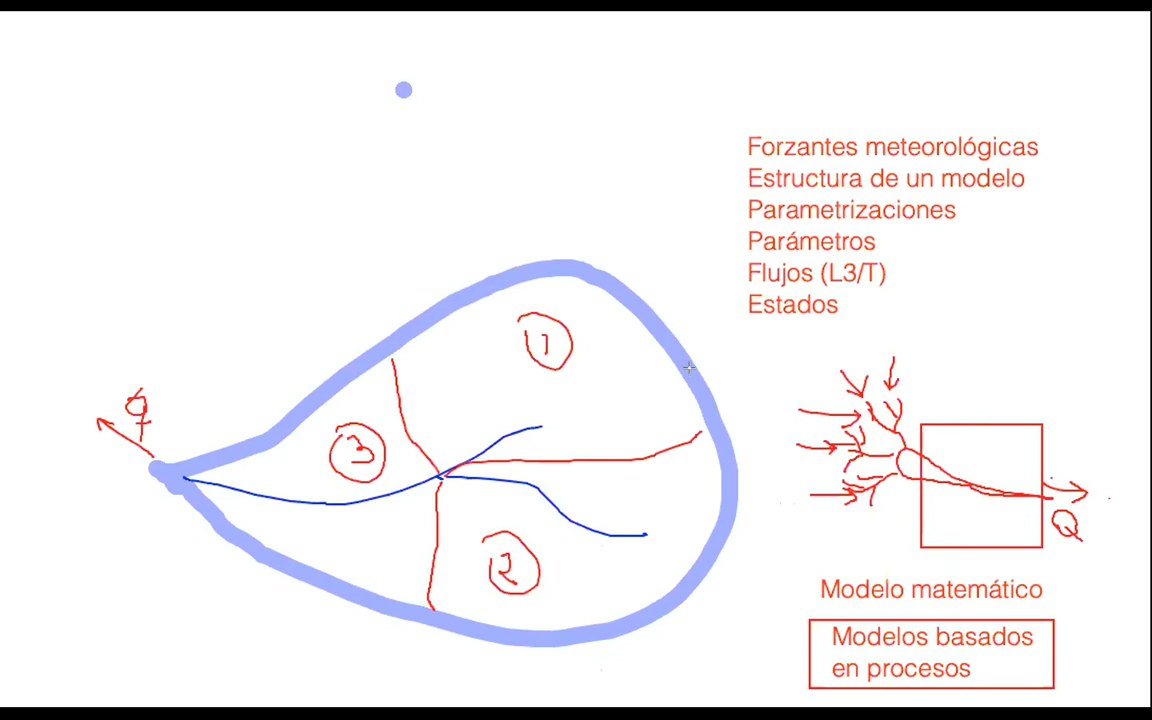 Forzantes meteorológicas
Estructura de un modelo
Parametrizaciones
Parámetros
Flujos (L3/T)
Estados
1
3
2
Q
Modelo matemático
Modelos basados
en procesos